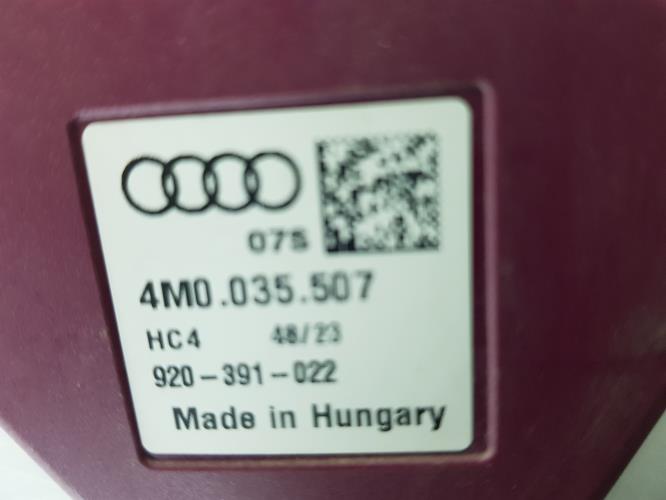 07S
4M0.035.507
HC4 48/23
920-391-022
Made in Hungary